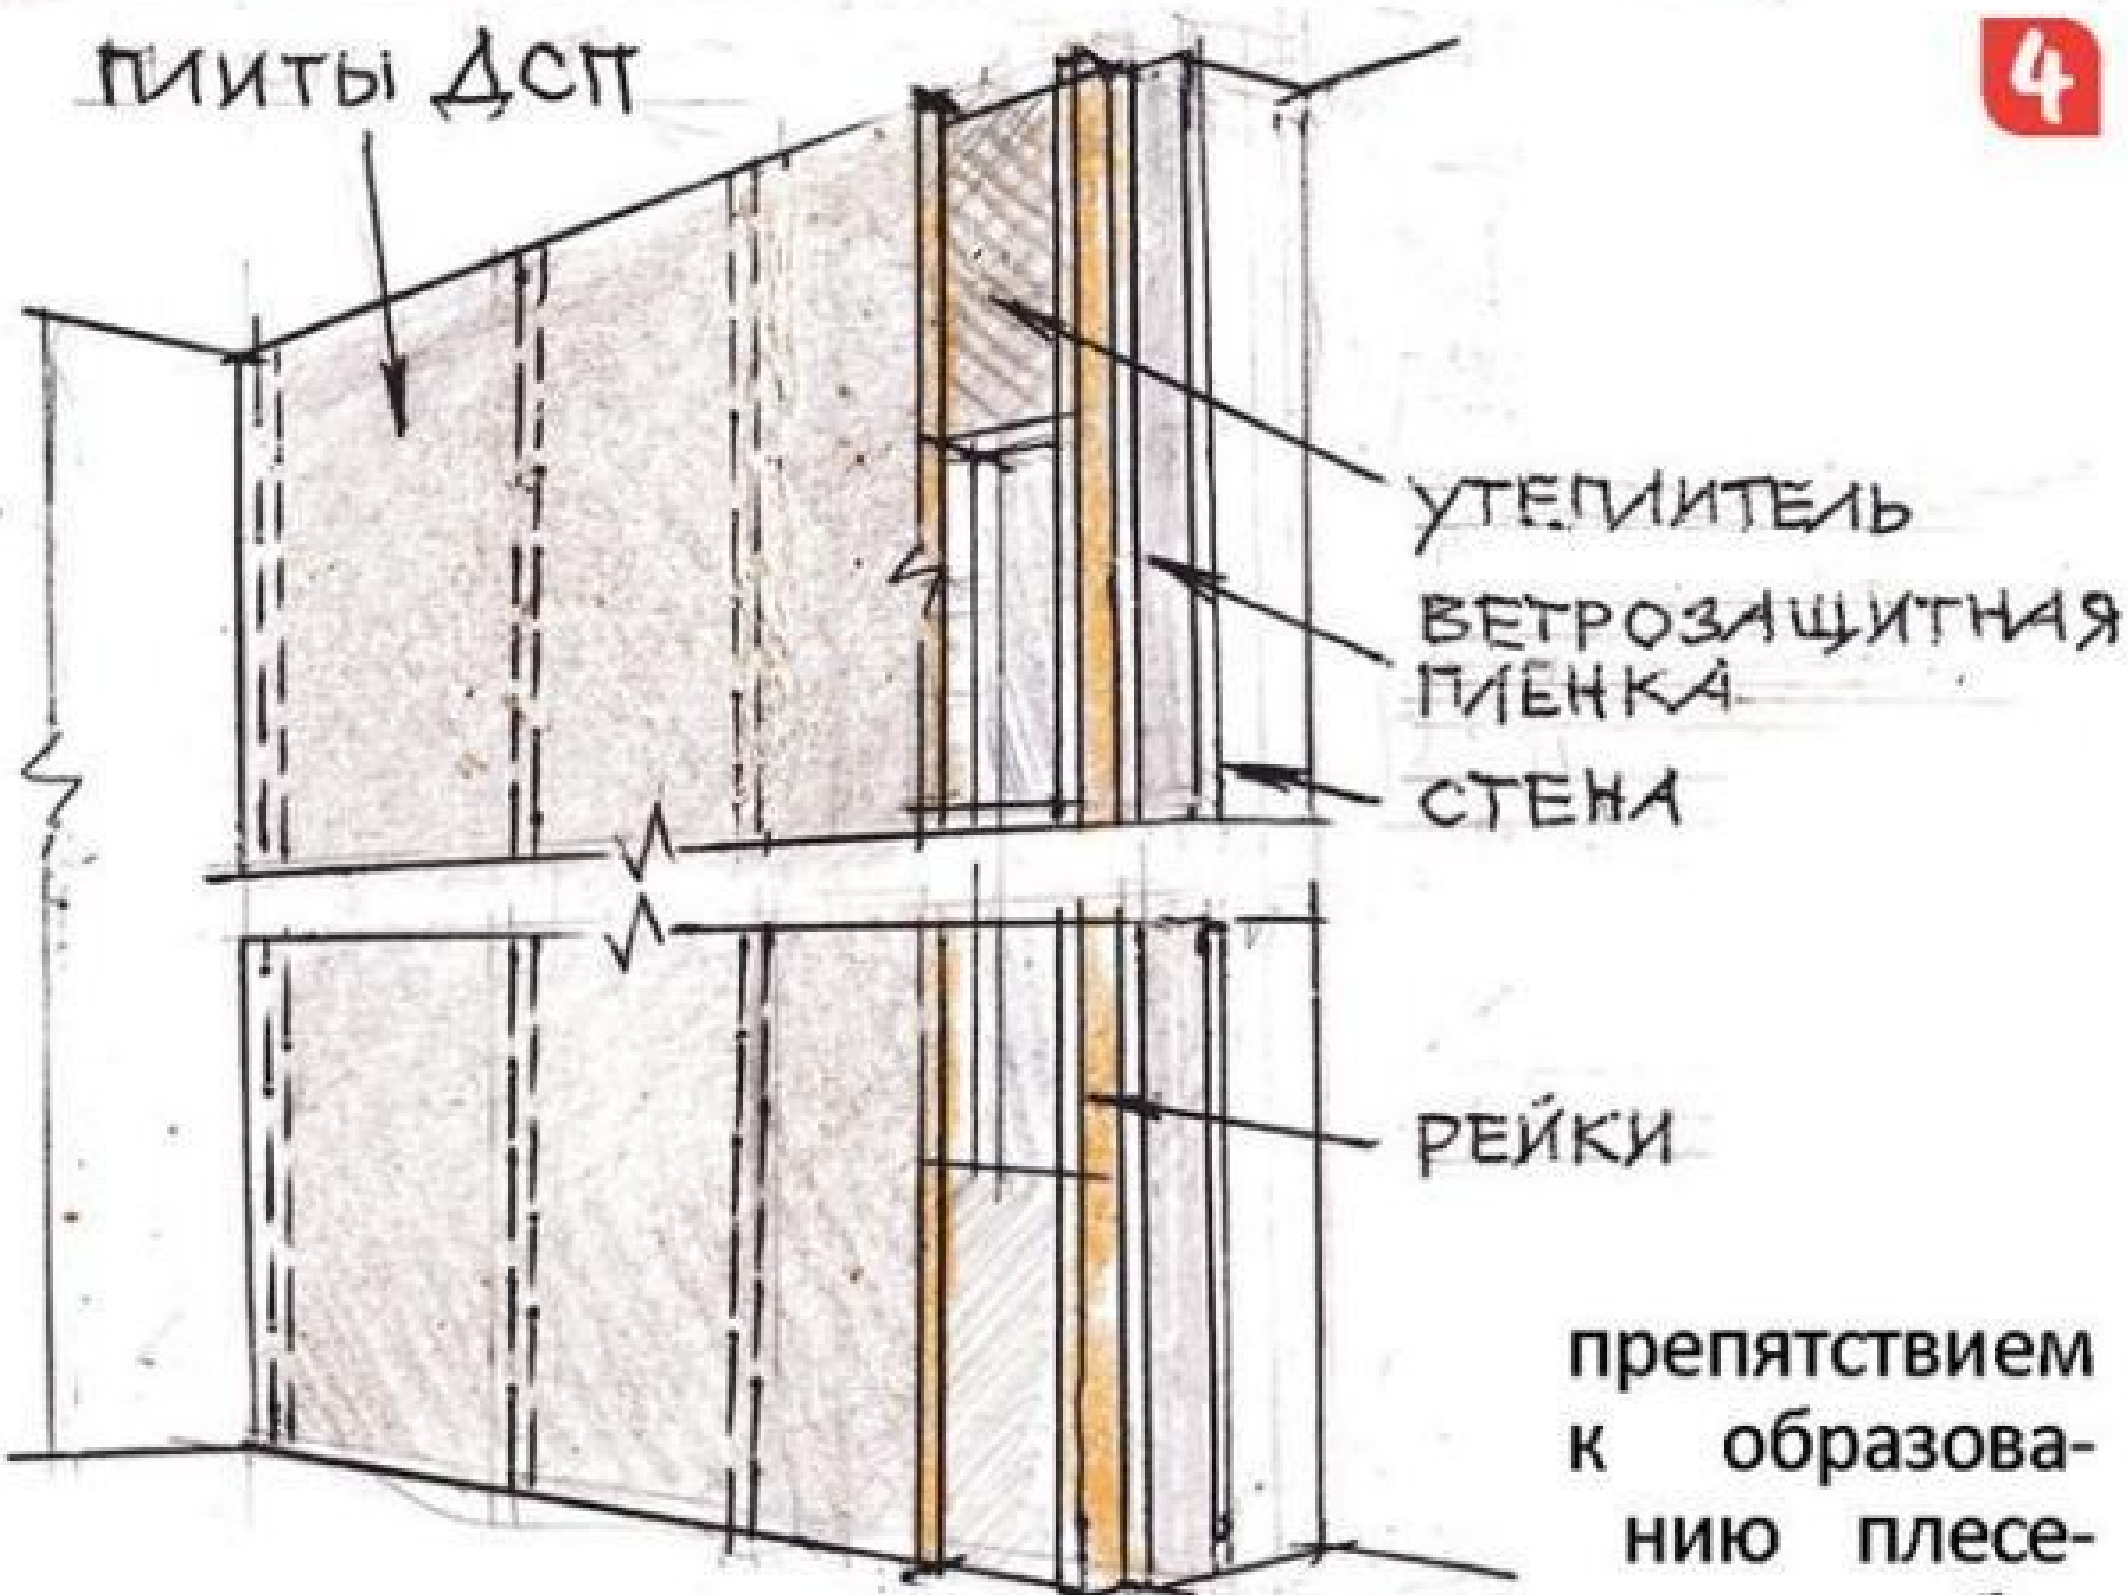 ПЛИТЫ ДСП
4
УТЕПЛИТЕЛЬ
ВЕТРОЗАЩИТНАЯ
ПЛЕНКА
СТЕНА
РЕЙКИ
препятствием
к образова-
нию плесе-